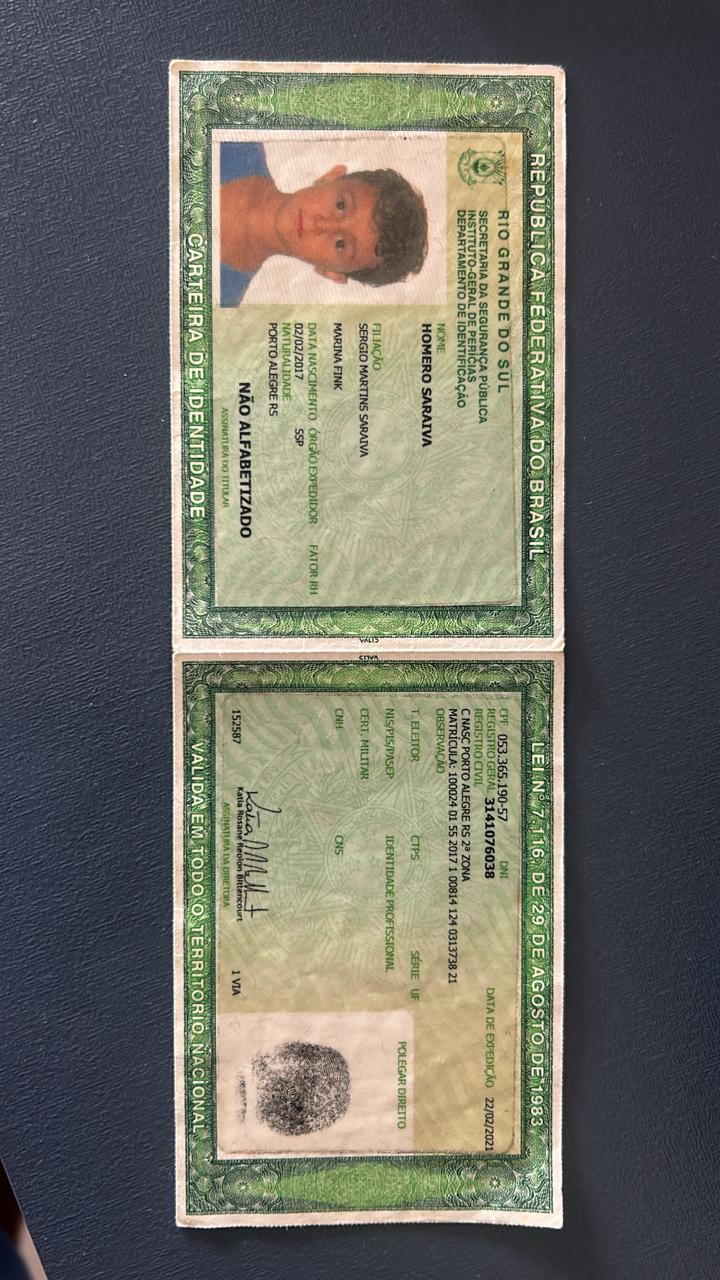 REPÚBLICA FEDERATIVA DO BRASIL
RIO GRANDE DO SUL
SECRETARIA DA SEGURANÇA PÚBLICA
INSTITUTO-GERAL DE PERÍCIAS
DEPARTAMENTO DE IDENTIFICAÇÃO
NOME
HOMERO SARAIVA
FILIAÇÃO
SERGIO MARTINS SARAIVA
MARINA FINK
DATA NASCIMENTO ÓRGÃO EXPEDIDOR FATOR RH
02/02/2017 SSP
NATURALIDADE
PORTO ALEGRE RS
NÃO ALFABETIZADO
ASSINATURA DO TITULAR
CARTEIRA DE IDENTIDADE
LEI Nº 7.116, DE 29 DE AGOSTO DE 1983
CPF 053.365.190-57 DNI
REGISTRO GERAL 3141076038 DATA DE EXPEDIÇÃO 22/02/2021
REGISTRO CIVIL
C NASC PORTO ALEGRE RS 2ª ZONA
MATRÍCULA: 100024 01 55 2017 1 00814 124 0313738 21
OBSERVAÇÃO
T. ELEITOR CTPS SÉRIE UF
NIS/PIS/PASEP IDENTIDADE PROFISSIONAL
CERT. MILITAR
CNH CNS
POLEGAR DIREITO
Katia Rosane Reolon Bittencourt
152587 ASSINATURA DA DIRETORA 1 VIA
VÁLIDA EM TODO O TERRITÓRIO NACIONAL